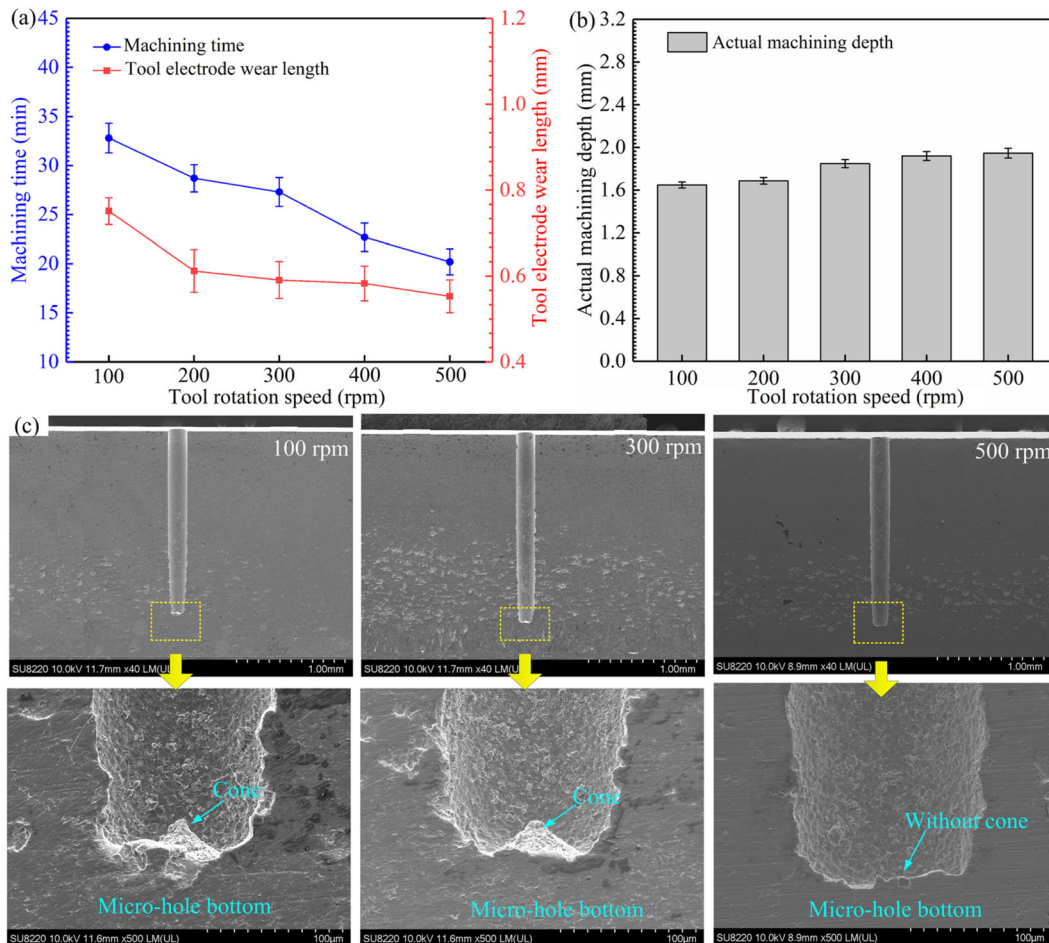 (a)
Machining time (min)
45
40
35
30
25
20
15
10
Machining time
Tool electrode wear length
1.2
1.0
0.8
0.6
0.4
Tool electrode wear length (mm)
100 200 300 400 500
Tool rotation speed (rpm)
(b)
Actual machining depth (mm)
3.2
2.8
2.4
2.0
1.6
1.2
0.8
0.4
0.0
Actual machining depth
100 200 300 400 500
Tool rotation speed (rpm)
(c)
100 rpm
SU8220 10.0kV 11.7mm x40 LM(UL) 1.00mm
300 rpm
SU8220 10.0kV 11.7mm x40 LM(UL) 1.00mm
500 rpm
SU8220 10.0kV 8.9mm x40 LM(UL) 1.00mm
Cone
Micro-hole bottom
SU8220 10.0kV 11.6mm x500 LM(UL) 100μm
Cone
Micro-hole bottom
SU8220 10.0kV 11.6mm x500 LM(UL) 100μm
Without cone
Micro-hole bottom
SU8220 10.0kV 8.9mm x500 LM(UL) 100μm